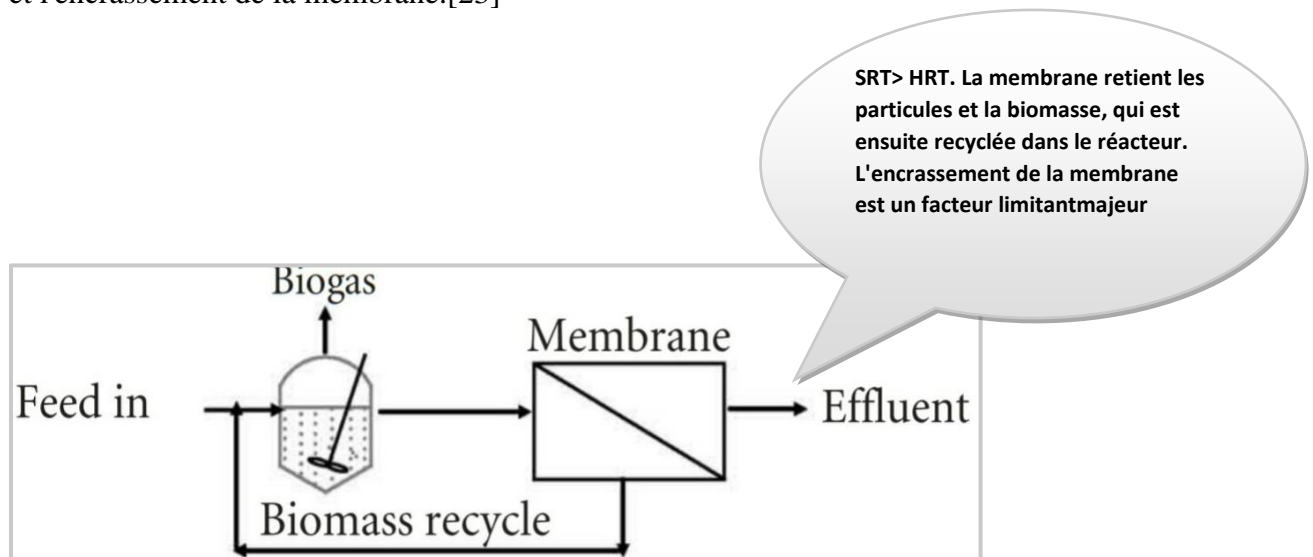 et l'encrassement de la membrane.[25]
SRT> HRT. La membrane retient les
particules et la biomasse, qui est
ensuite recyclée dans le réacteur.
L'encrassement de la membrane
est un facteur limitantmajeur
Biogas
Membrane
Feed in
Effluent
Biomass recycle